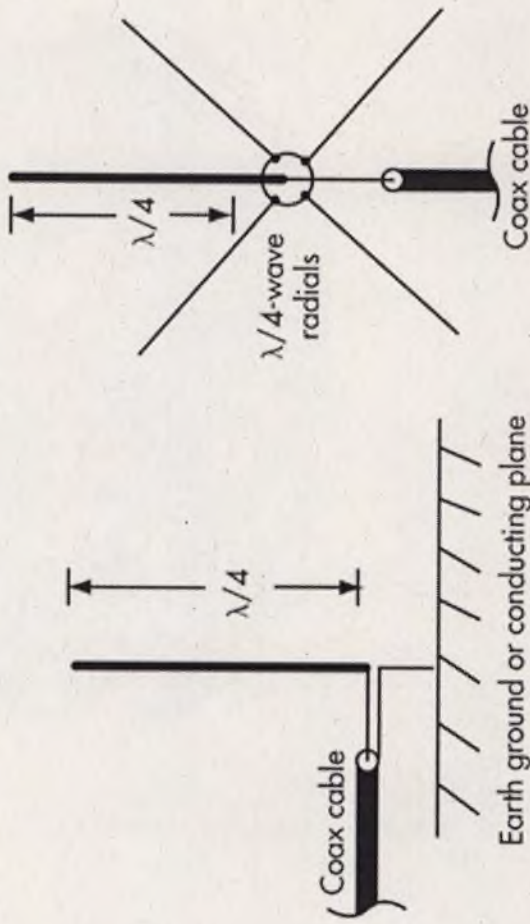 λ/4
Coax cable
Earth ground or conducting plane
λ/4
λ/4-wave
radials
Coax cable